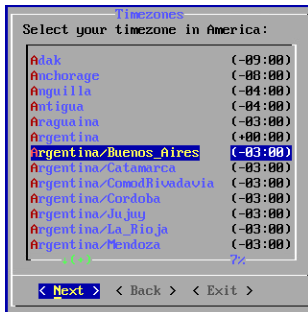 Timezones
Select your timezone in America:
Adak (-09:00)
Anchorage (-08:00)
Anguilla (-04:00)
Antigua (-04:00)
Araguaina (-03:00)
Argentina (+00:00)
Argentina/Buenos_Aires (-03:00)
Argentina/Catamarca (-03:00)
Argentina/ComodRivadavia (-03:00)
Argentina/Cordoba (-03:00)
Argentina/Jujuy (-03:00)
Argentina/La_Rioja (-03:00)
Argentina/Mendoza (-03:00)
↓(+) 7%
< Next > < Back > < Exit >